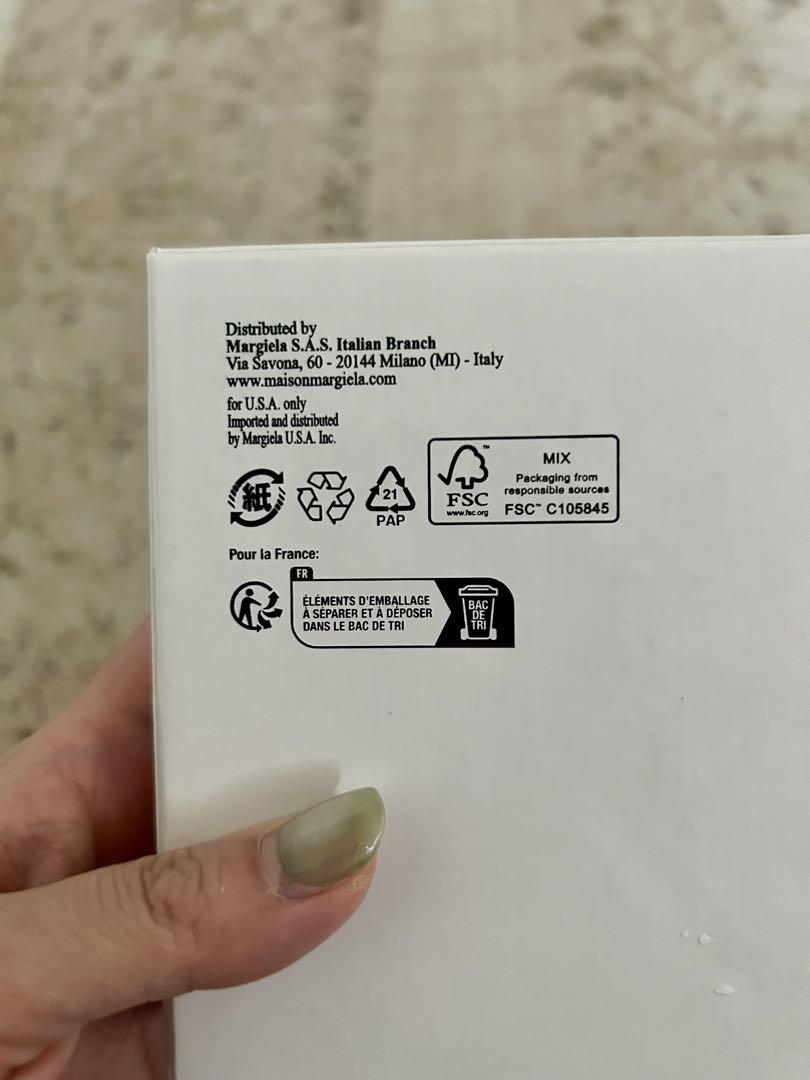 Distributed by
Margiela S.A.S. Italian Branch
Via Savona, 60 - 20144 Milano (MI) - Italy
www.maisonmargiela.com
for U.S.A. only
Imported and distributed
by Margiela U.S.A. Inc.
紙
21
PAP
FSC
www.fsc.org
™
MIX
Packaging from
responsible sources
FSC™ C105845
Pour la France:
FR
ÉLÉMENTS D'EMBALLAGE
À SÉPARER ET À DÉPOSER
DANS LE BAC DE TRI
BAC
DE
TRI